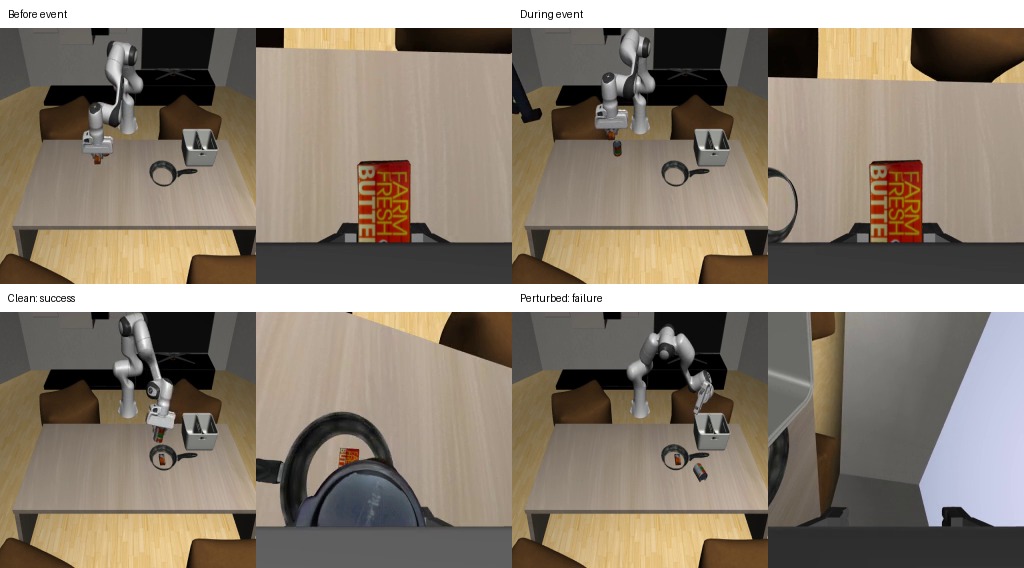 Before event
During event
FARM
FRESH
BUTTE
FARM
FRESH
BUTTE
Clean: success
Perturbed: failure